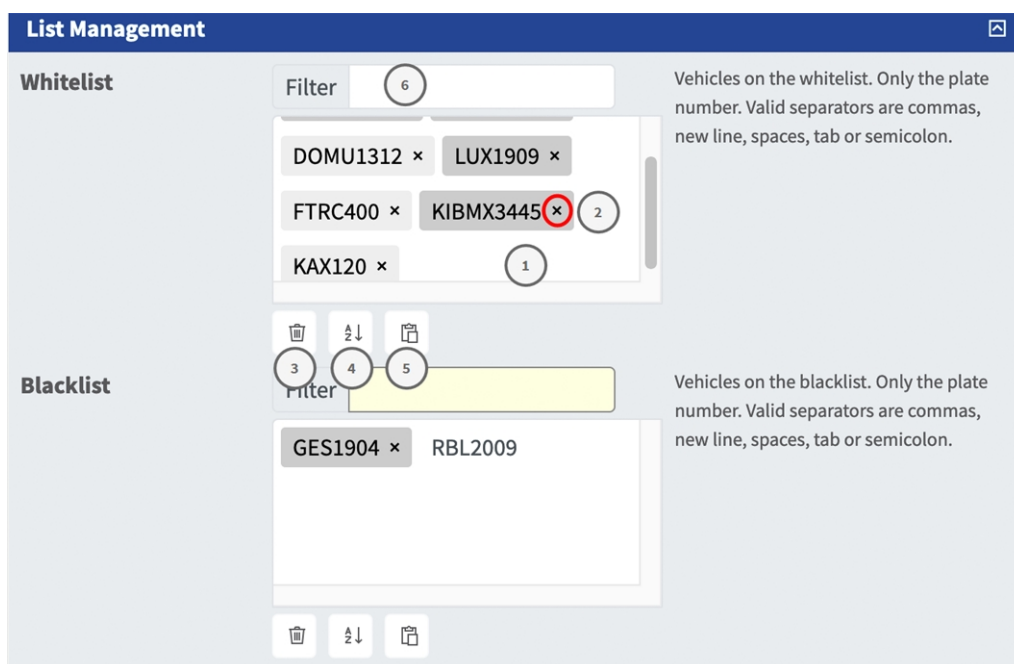 List Management
Whitelist
Filter
6
Vehicles on the whitelist. Only the plate
number. Valid separators are commas,
new line, spaces, tab or semicolon.
DOMU1312 × LUX1909 ×
FTRC400 × KIBMX3445 × 2
KAX120 × 1
3 4 5
Blacklist
Filter
Vehicles on the blacklist. Only the plate
number. Valid separators are commas,
new line, spaces, tab or semicolon.
GES1904 × RBL2009